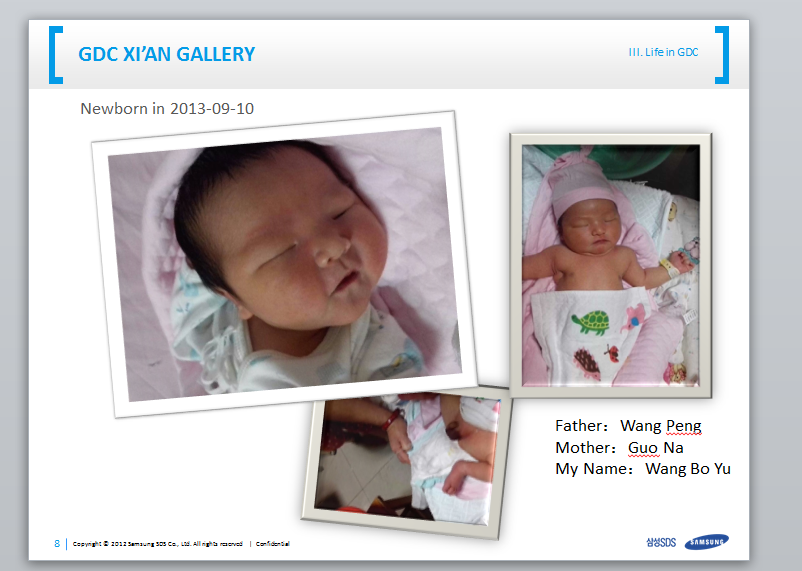 GDC XI’AN GALLERY
III. Life in GDC
Newborn in 2013-09-10
Father：Wang Peng
Mother：Guo Na
My Name：Wang Bo Yu
8 | Copyright © 2012 Samsung SDS Co., Ltd. All rights reserved | Confidential
삼성SDS SAMSUNG